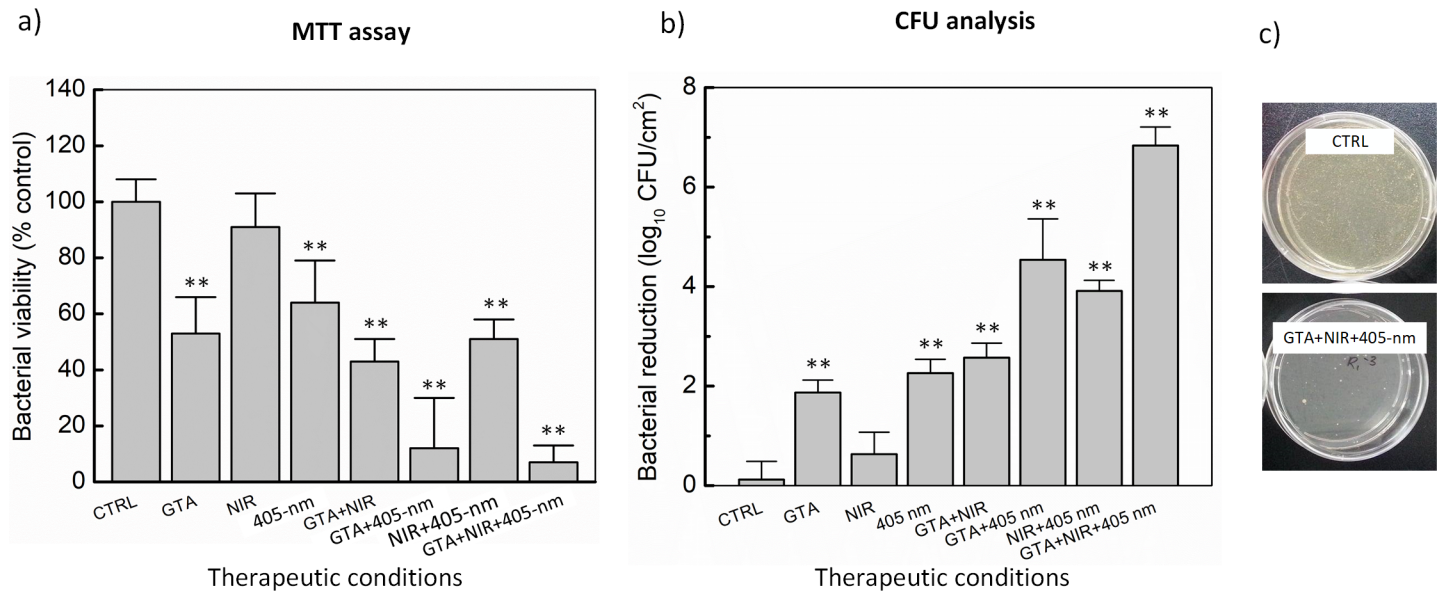 a)
MTT assay
Bacterial viability (% control)
140
120
100
80
60
40
20
0
**
**
**
**
**
**
CTRL
GTA
NIR
405-nm
GTA+NIR
GTA+405-nm
NIR+405-nm
GTA+NIR+405-nm
Therapeutic conditions
b)
CFU analysis
Bacterial reduction (log10 CFU/cm2)
8
6
4
2
0
**
**
**
**
**
**
CTRL
GTA
NIR
405 nm
GTA+NIR
GTA+405 nm
NIR+405 nm
GTA+NIR+405 nm
Therapeutic conditions
c)
CTRL
GTA+NIR+405-nm